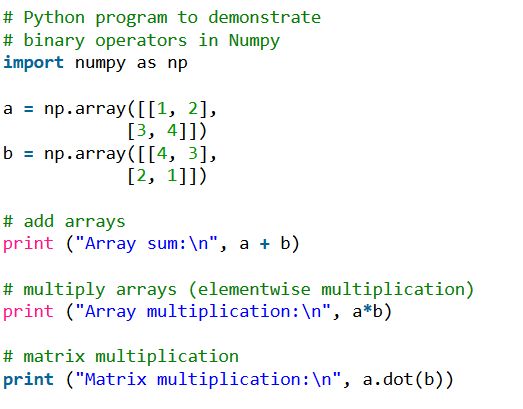 # Python program to demonstrate
# binary operators in Numpy
import numpy as np
a = np.array([[1, 2],
[3, 4]])
b = np.array([[4, 3],
[2, 1]])
# add arrays
print ("Array sum:\n", a + b)
# multiply arrays (elementwise multiplication)
print ("Array multiplication:\n", a*b)
# matrix multiplication
print ("Matrix multiplication:\n", a.dot(b))